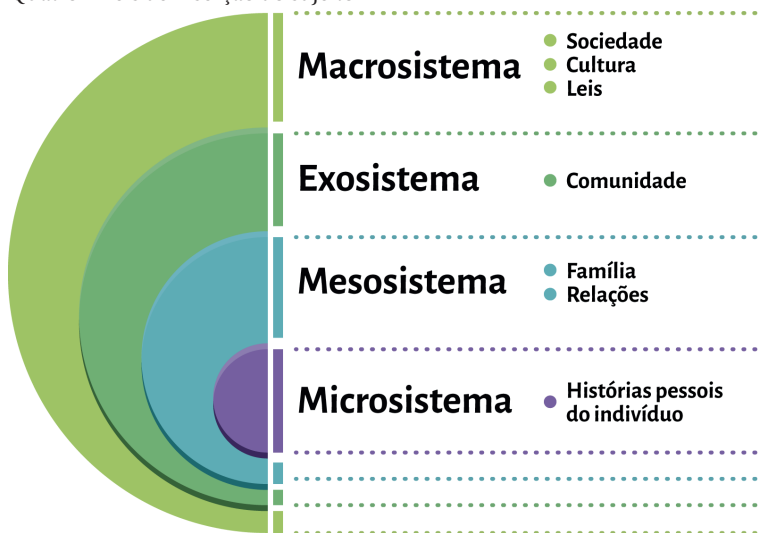 Macrosistema
Sociedade
Cultura
Leis
Exosistema
Comunidade
Mesosistema
Família
Relações
Microsistema
Histórias pessois
do indivíduo